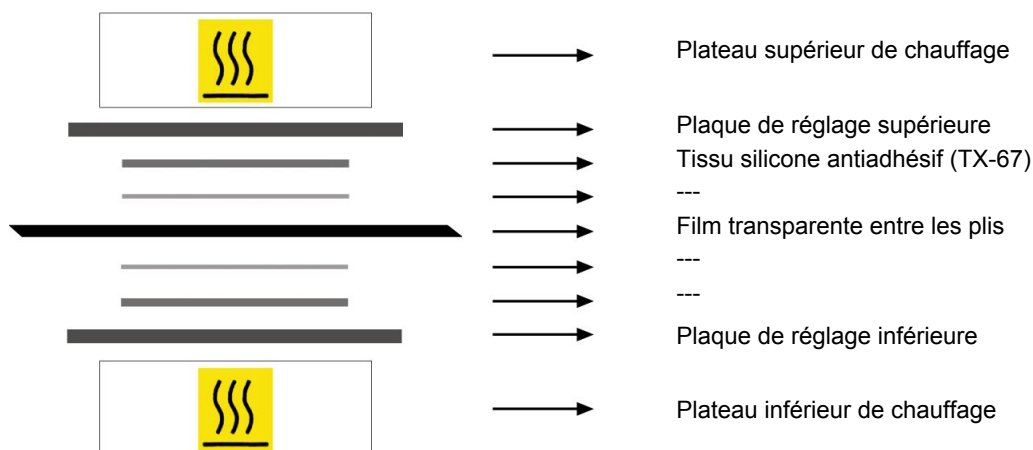 Plateau supérieur de chauffage
Plaque de réglage supérieure
Tissu silicone antiadhésif (TX-67)
---
Film transparente entre les plis
---
---
Plaque de réglage inférieure
Plateau inférieur de chauffage